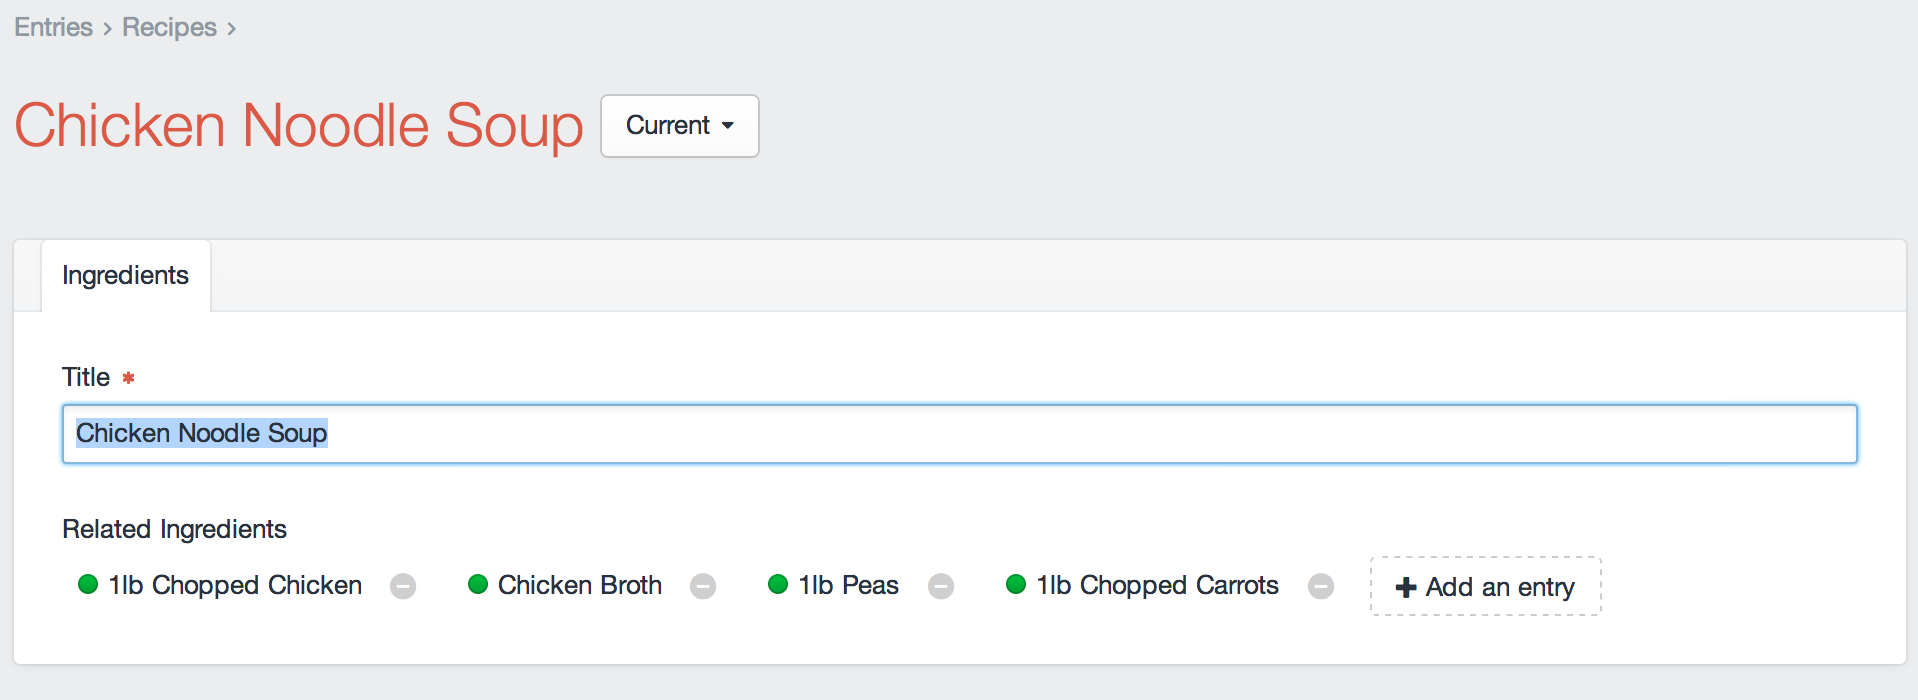 Entries › Recipes ›
Chicken Noodle Soup Current
Ingredients
Title *
Chicken Noodle Soup
Related Ingredients
1lb Chopped Chicken Chicken Broth 1lb Peas 1lb Chopped Carrots + Add an entry